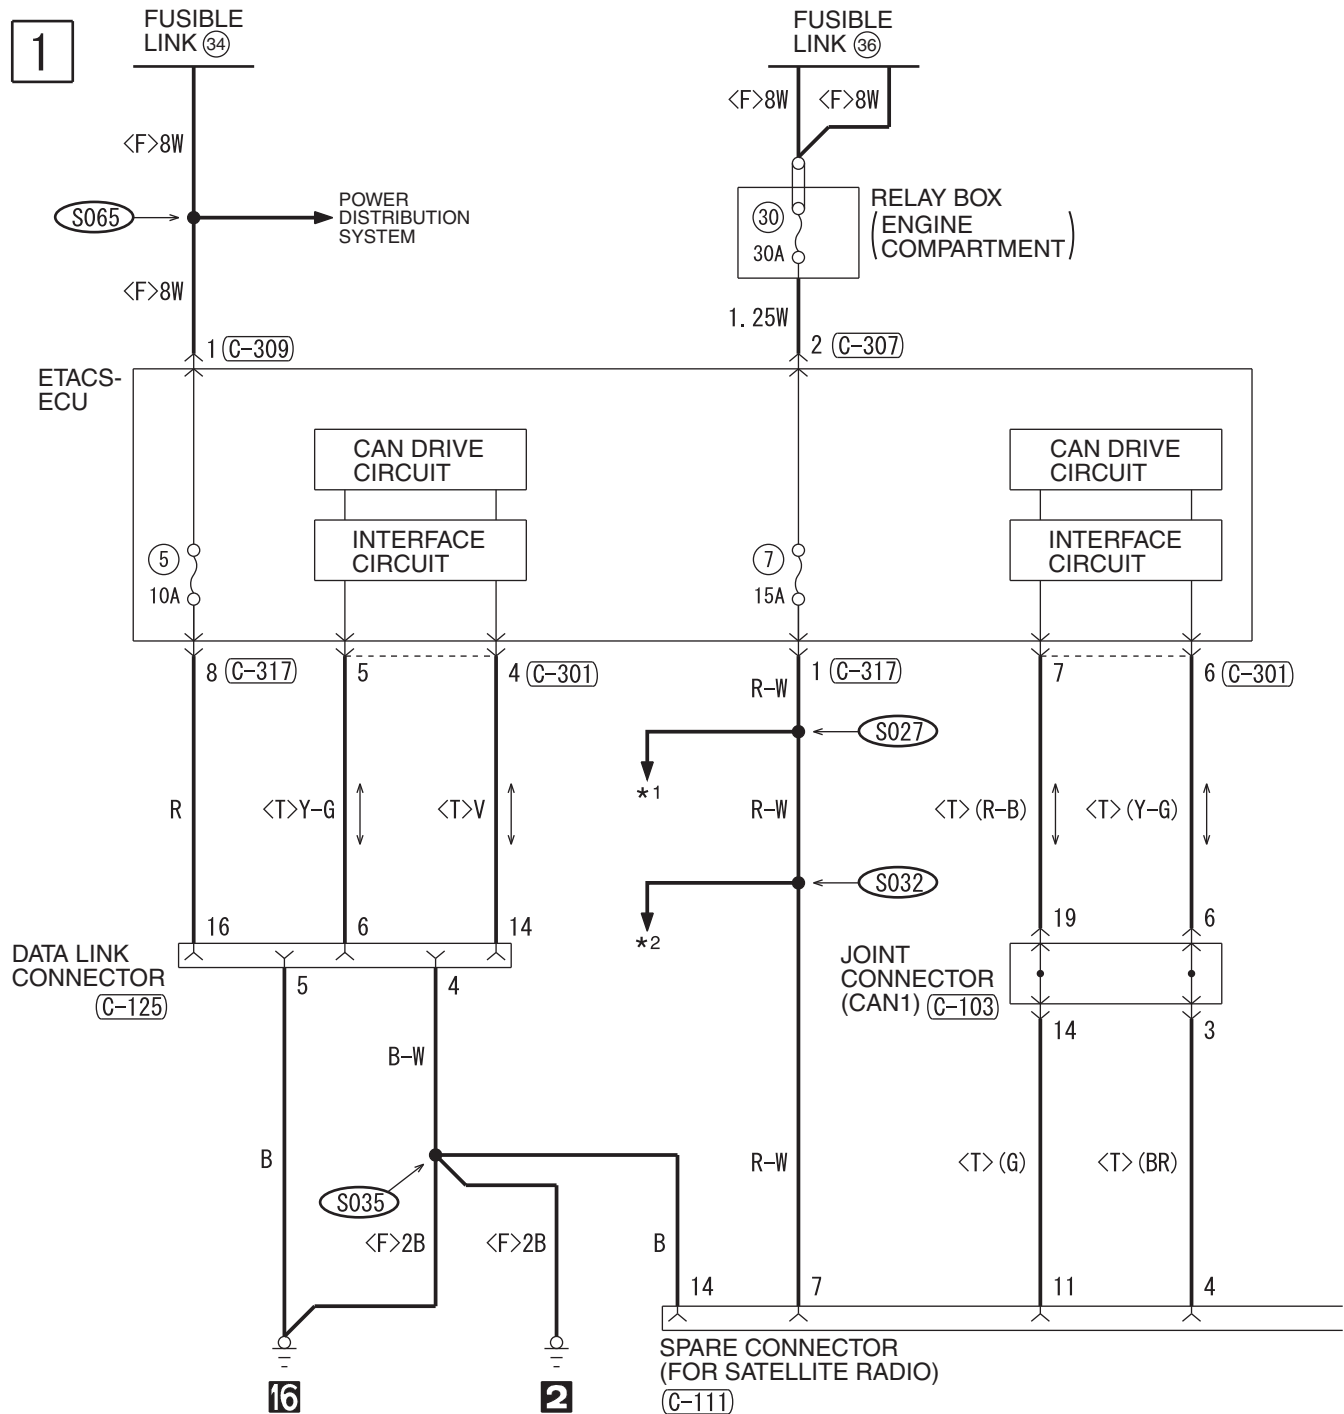 1
FUSIBLE
LINK 34
FUSIBLE
LINK 36
<F>8W
<F>8W
<F>8W
S065
POWER
DISTRIBUTION
SYSTEM
30
30A
RELAY BOX
(ENGINE
COMPARTMENT)
<F>8W
1.25W
1 C-309
2 C-307
ETACS-
ECU
CAN DRIVE
CIRCUIT
CAN DRIVE
CIRCUIT
INTERFACE
CIRCUIT
INTERFACE
CIRCUIT
5
10A
7
15A
8 C-317
5
4 C-301
1 C-317
7
6 C-301
R-W
S027
*1
R
<T>Y-G
<T>V
R-W
<T>(R-B)
<T>(Y-G)
S032
*2
16
6
14
19
6
DATA LINK
CONNECTOR
C-125
5
4
JOINT
CONNECTOR
(CAN1) C-103
14
3
B-W
B
S035
R-W
<T>(G)
<T>(BR)
<F>2B
<F>2B
B
14
7
11
4
16
2
SPARE CONNECTOR
(FOR SATELLITE RADIO)
C-111